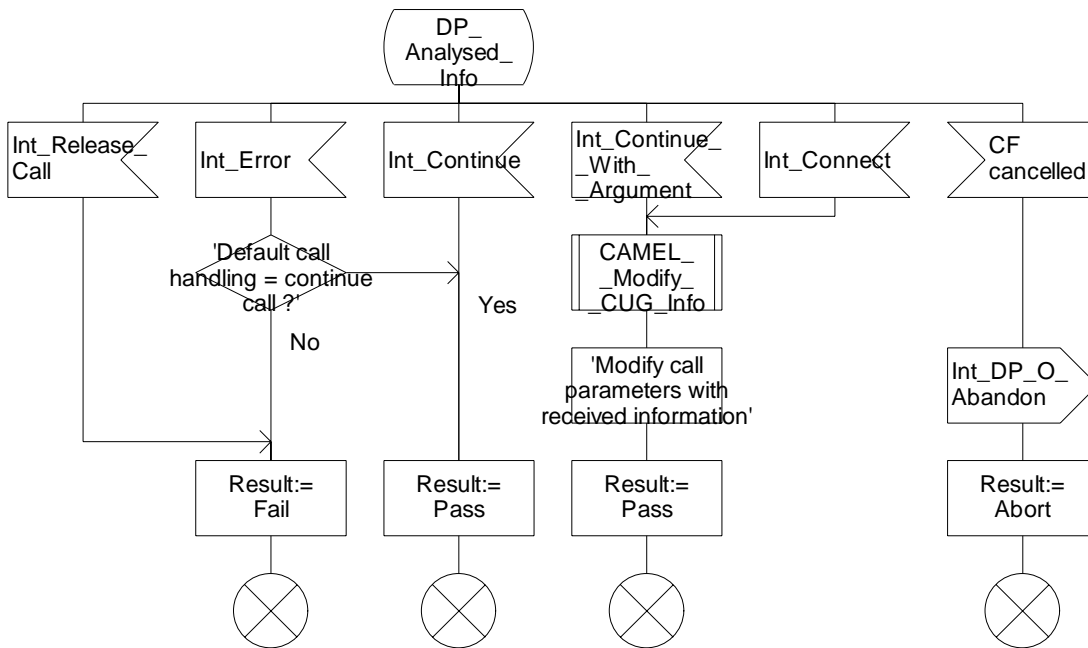 DP_
Analysed_
Info
Int_Release_
Call
Int_Error
Int_Continue
Int_Continue_
_With_
_Argument
Int_Connect
CF
cancelled
'Default call
handling = continue
call ?'
Yes
No
CAMEL_
_Modify_
_CUG_Info
'Modify call
parameters with
received information'
Int_DP_O_
Abandon
Result:=
Fail
Result:=
Pass
Result:=
Pass
Result:=
Abort